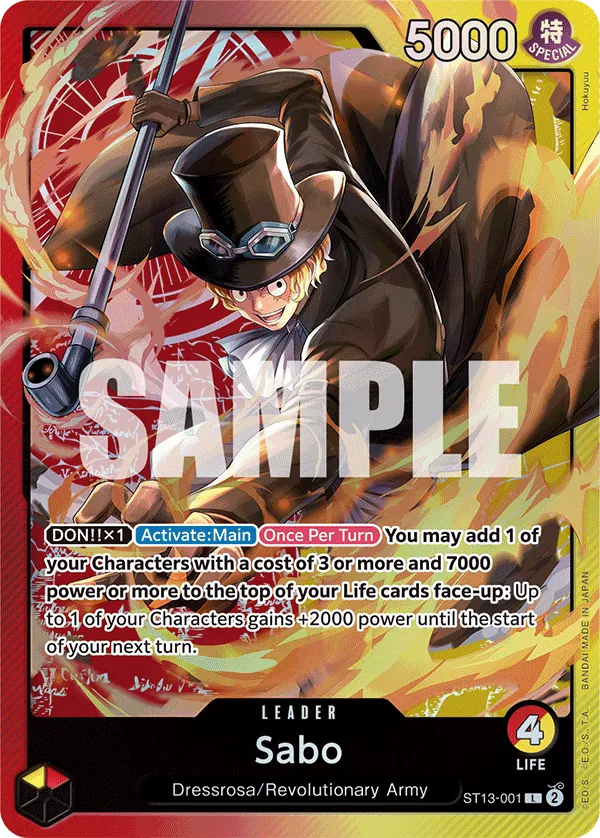 5000
特
SPECIAL
Hokuyuu
SAMPLE
DON!!×1 Activate:Main Once Per Turn You may add 1 of
your Characters with a cost of 3 or more and 7000
power or more to the top of your Life cards face-up: Up
to 1 of your Characters gains +2000 power until the start
of your next turn.
©E.O/S ©E.O./S.,T.A. BANDAI MADE IN JAPAN
LEADER
Sabo
4
LIFE
Dressrosa/Revolutionary Army
ST13-001 L 2